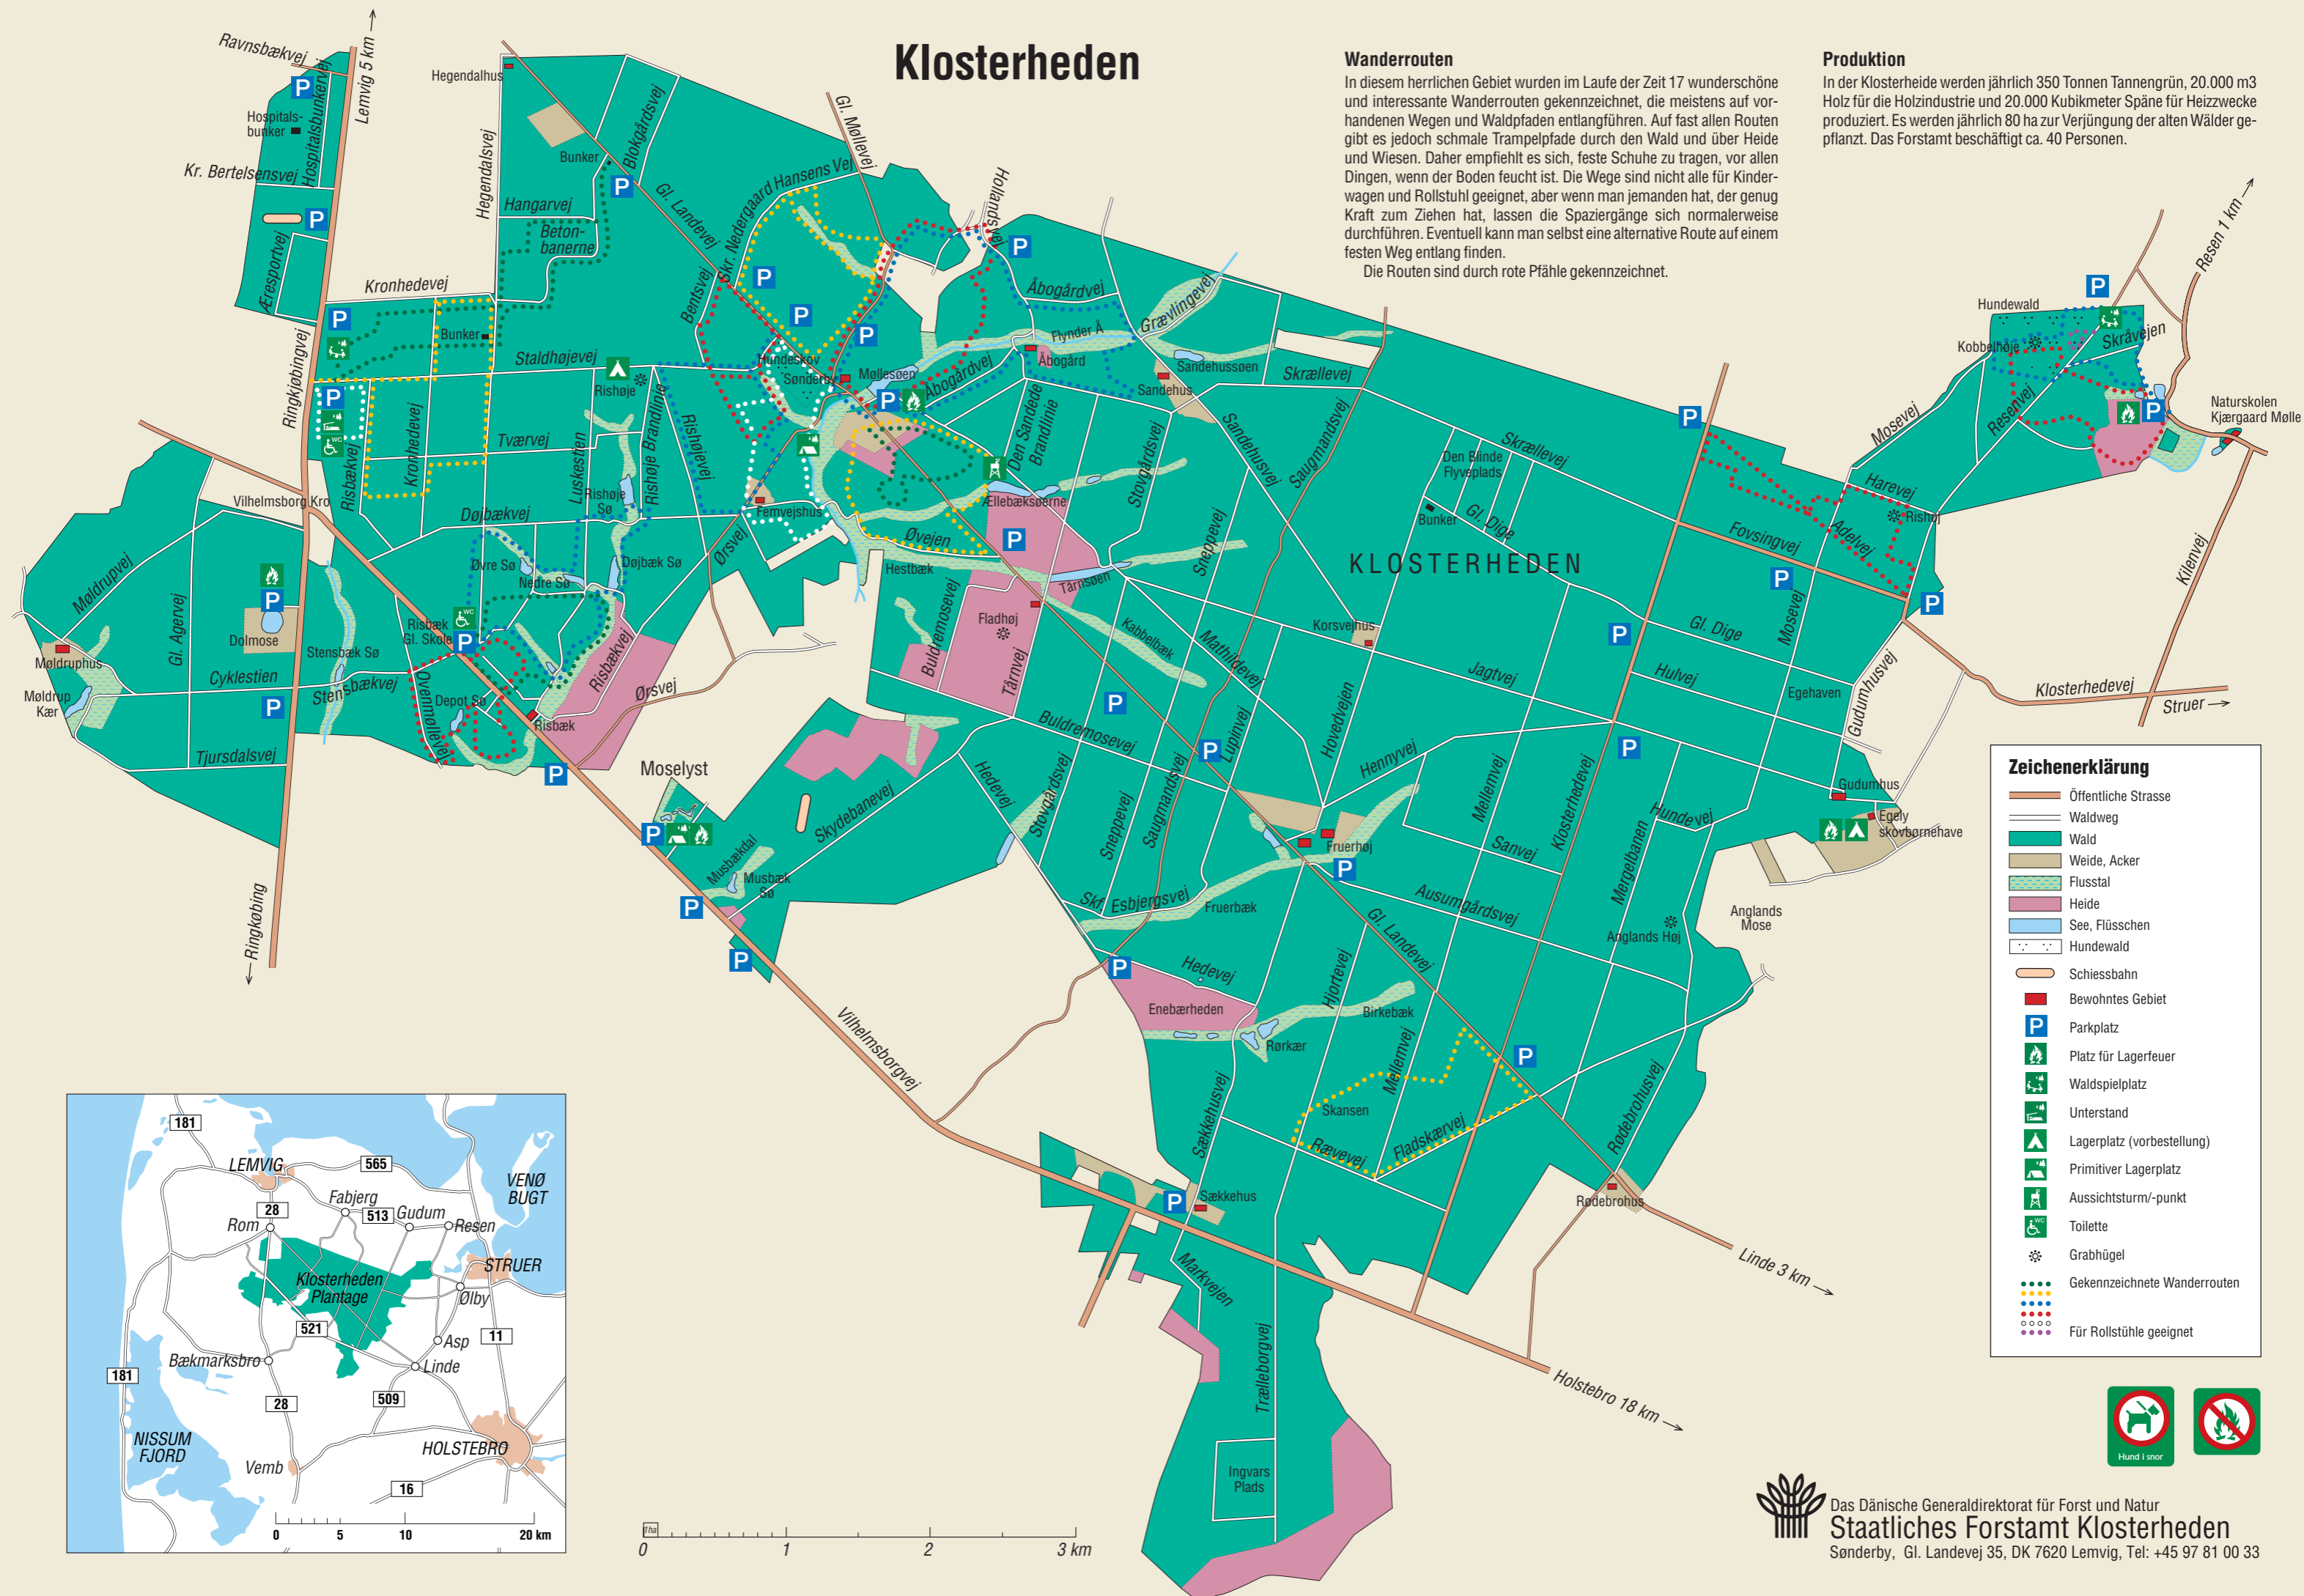 Klosterheden
Wanderrouten
In diesem herrlichen Gebiet wurden im Laufe der Zeit 17 wunderschöne
und interessante Wanderrouten gekennzeichnet, die meistens auf vor-
handenen Wegen und Waldpfaden entlangführen. Auf fast allen Routen
gibt es jedoch schmale Trampelpfade durch den Wald und über Heide
und Wiesen. Daher empfiehlt es sich, feste Schuhe zu tragen, vor allen
Dingen, wenn der Boden feucht ist. Die Wege sind nicht alle für Kinder-
wagen und Rollstuhl geeignet, aber wenn man jemanden hat, der genug
Kraft zum Ziehen hat, lassen die Spaziergänge sich normalerweise
durchführen. Eventuell kann man selbst eine alternative Route auf einem
festen Weg entlang finden.
Die Routen sind durch rote Pfähle gekennzeichnet.
Produktion
In der Klosterheide werden jährlich 350 Tonnen Tannengrün, 20.000 m3
Holz für die Holzindustrie und 20.000 Kubikmeter Späne für Heizzwecke
produziert. Es werden jährlich 80 ha zur Verjüngung der alten Wälder ge-
pflanzt. Das Forstamt beschäftigt ca. 40 Personen.
Ravnsbækvej
Lemvig 5 km
Hospitals-
bunker
Hospitalsbunkervej
Kr. Bertelsensvej
Æresportvej
Ringkjøbingvej
Hegendalhus
Hegendalsvej
Bunker
Blokgårdsvej
Hangarvej
Beton-
banerne
Kronhedevej
Bunker
Gl. Landevej
Skr. Nedergaard Hansens Vej
Gl. Møllevej
Hollandsvej
Bentsvej
Staldhøjevej
Rishøje
Hundeskov
Sønderby
Møllesøen
Åbogårdvej
Åbogårdvej
Flynder Å
Åbogård
Grævlingevej
Sandehussøen
Sandehus
Skrællevej
Kronhedevej
Risbækvej
Tværvej
Luskestien
Rishøje Brandlinie
Rishøjevej
Rishøje
Sø
Døjbækvej
Femvejshus
Ørsvej
Øvejen
Hestbæk
Ællebæksøerne
Den Sandede
Brandlinie
Stovgårdsvej
Sandehusvej
Saugmandsvej
Sneppevej
Den Blinde
Flyveplads
Skrællevej
Bunker
Gl. Dige
KLOSTERHEDEN
Fovsingvej
Adelvej
Harevej
Rishøj
Mosevej
Resenvej
Skråvejen
Hundewald
Kobbelhøje
Resen 1 km
Naturskolen
Kjærgaard Mølle
Kilenvej
Vilhelmsborg Kro
Møldrupvej
Gl. Agervej
Dolmose
Møldruphus
Møldrup
Kær
Cyklestien
Stensbæk Sø
Stensbækvej
Tjursdalsvej
Ringkøbing
Øvre Sø
Nedre Sø
Døjbæk Sø
Risbæk
Gl. Skole
Ovenmøllevej
Depot Sø
Risbæk
Risbækvej
Ørsvej
Moselyst
Musbækdal
Musbæk
Sø
Skydebanevej
Buldremosevej
Fladhøj
Tårnvej
Tårnsøen
Kabbelbæk
Mathildevej
Buldremosevej
Hedevej
Stovgårdsvej
Sneppevej
Saugmandsvej
Lupinvej
Hovedvejen
Korsvejhus
Jagtvej
Hennyvej
Mellemvej
Klosterhedevej
Gl. Dige
Hulvej
Mosevej
Egehaven
Gudumhusvej
Klosterhedevej
Struer
Gudumhus
Hundevej
Egely
skovbørnehave
Sanvej
Mergelbanen
Fruerhøj
Fruerbæk
Skf Esbjergsvej
Ausumgårdsvej
Gl. Landevej
Anglands Høj
Anglands
Mose
Hedevej
Enebærheden
Rørkær
Hjortevej
Birkebæk
Mellemvej
Skansen
Rævevej
Fladskærvej
Rødebrohusvej
Rødebrohus
Sækkehusvej
Sækkehus
Vilhelmsborgvej
Markvejen
Trælleborgvej
Ingvars
Plads
Linde 3 km
Holstebro 18 km
Zeichenerklärung
Öffentliche Strasse
Waldweg
Wald
Weide, Acker
Flusstal
Heide
See, Flüsschen
Hundewald
Schiessbahn
Bewohntes Gebiet
P Parkplatz
Platz für Lagerfeuer
Waldspielplatz
Unterstand
Lagerplatz (vorbestellung)
Primitiver Lagerplatz
Aussichtsturm/-punkt
WC Toilette
Grabhügel
Gekennzeichnete Wanderrouten
Für Rollstühle geeignet
181
LEMVIG
565
VENØ
BUGT
28
Fabjerg
513
Gudum
Resen
Rom
STRUER
Klosterheden
Plantage
Ølby
521
Asp
11
Bækmarksbro
Linde
181
28
509
NISSUM
FJORD
HOLSTEBRO
Vemb
16
0 5 10 20 km
1ha
0 1 2 3 km
Hund i snor
Das Dänische Generaldirektorat für Forst und Natur
Staatliches Forstamt Klosterheden
Sønderby, Gl. Landevej 35, DK 7620 Lemvig, Tel: +45 97 81 00 33